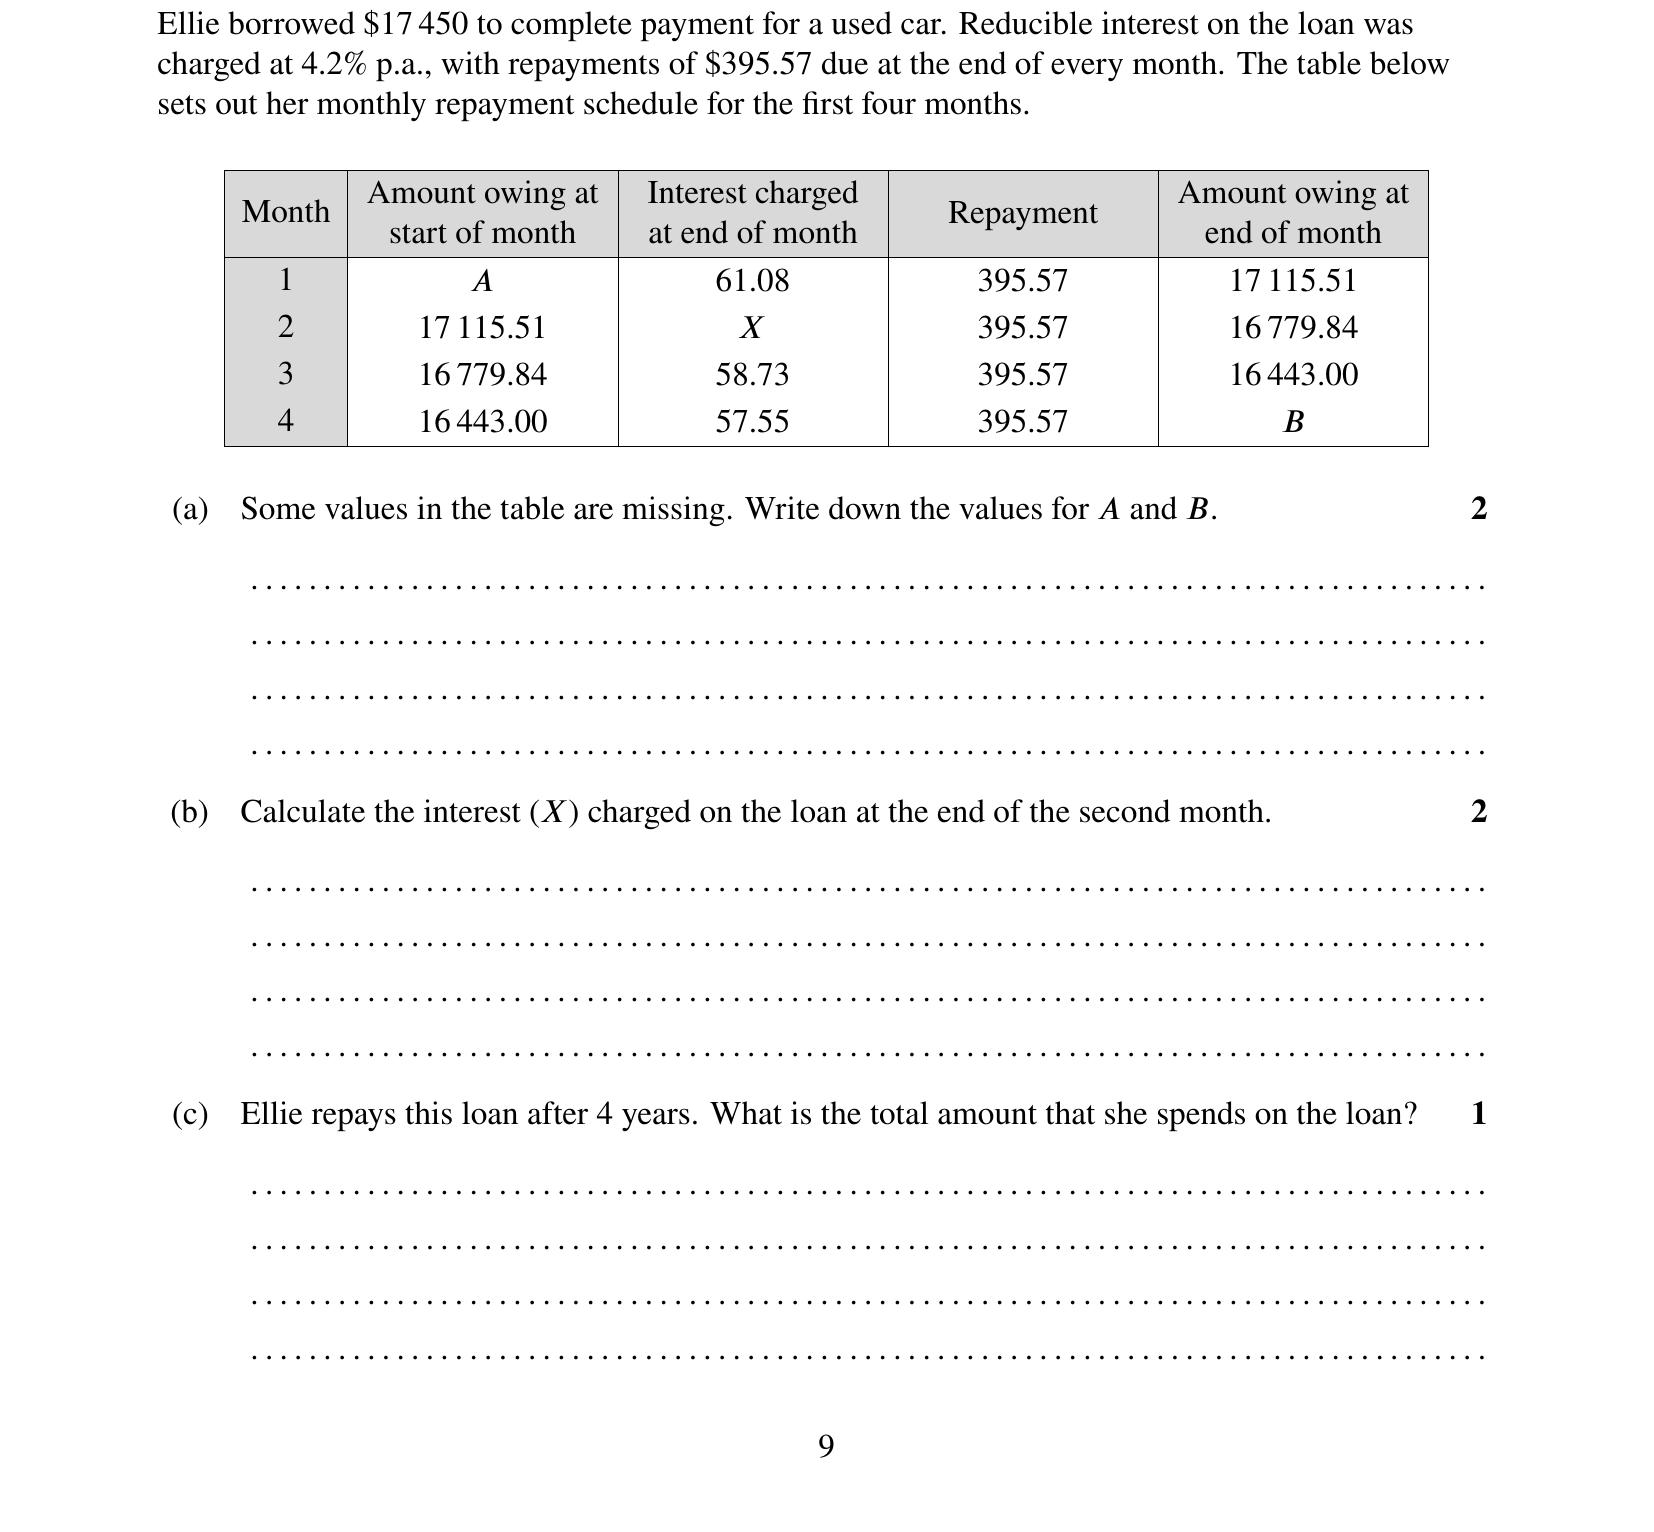 Ellie borrowed $17 450 to complete payment for a used car. Reducible interest on the loan was
charged at 4.2% p.a., with repayments of $395.57 due at the end of every month. The table below
sets out her monthly repayment schedule for the first four months.
Month | Amount owing at start of month | Interest charged at end of month | Repayment | Amount owing at end of month
1 | A | 61.08 | 395.57 | 17 115.51
2 | 17 115.51 | X | 395.57 | 16 779.84
3 | 16 779.84 | 58.73 | 395.57 | 16 443.00
4 | 16 443.00 | 57.55 | 395.57 | B
(a) Some values in the table are missing. Write down the values for A and B. 2
(b) Calculate the interest (X) charged on the loan at the end of the second month. 2
(c) Ellie repays this loan after 4 years. What is the total amount that she spends on the loan? 1
9